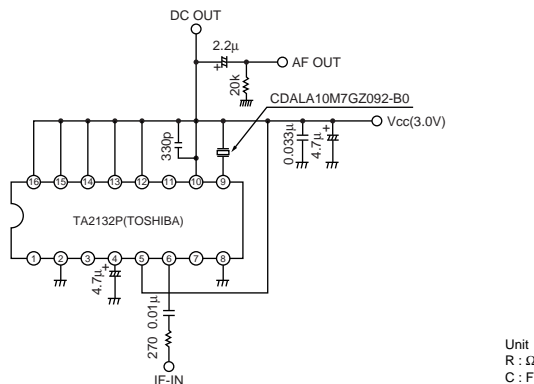 DC OUT
2.2μ
+
AF OUT
20k
CDALA10M7GZ092-B0
Vcc(3.0V)
330p
0.033μ
4.7μ
+
16 15 14 13 12 11 10 9
TA2132P(TOSHIBA)
1 2 3 4 5 6 7 8
4.7μ
+
0.01μ
270
IF-IN
Unit
R : Ω
C : F